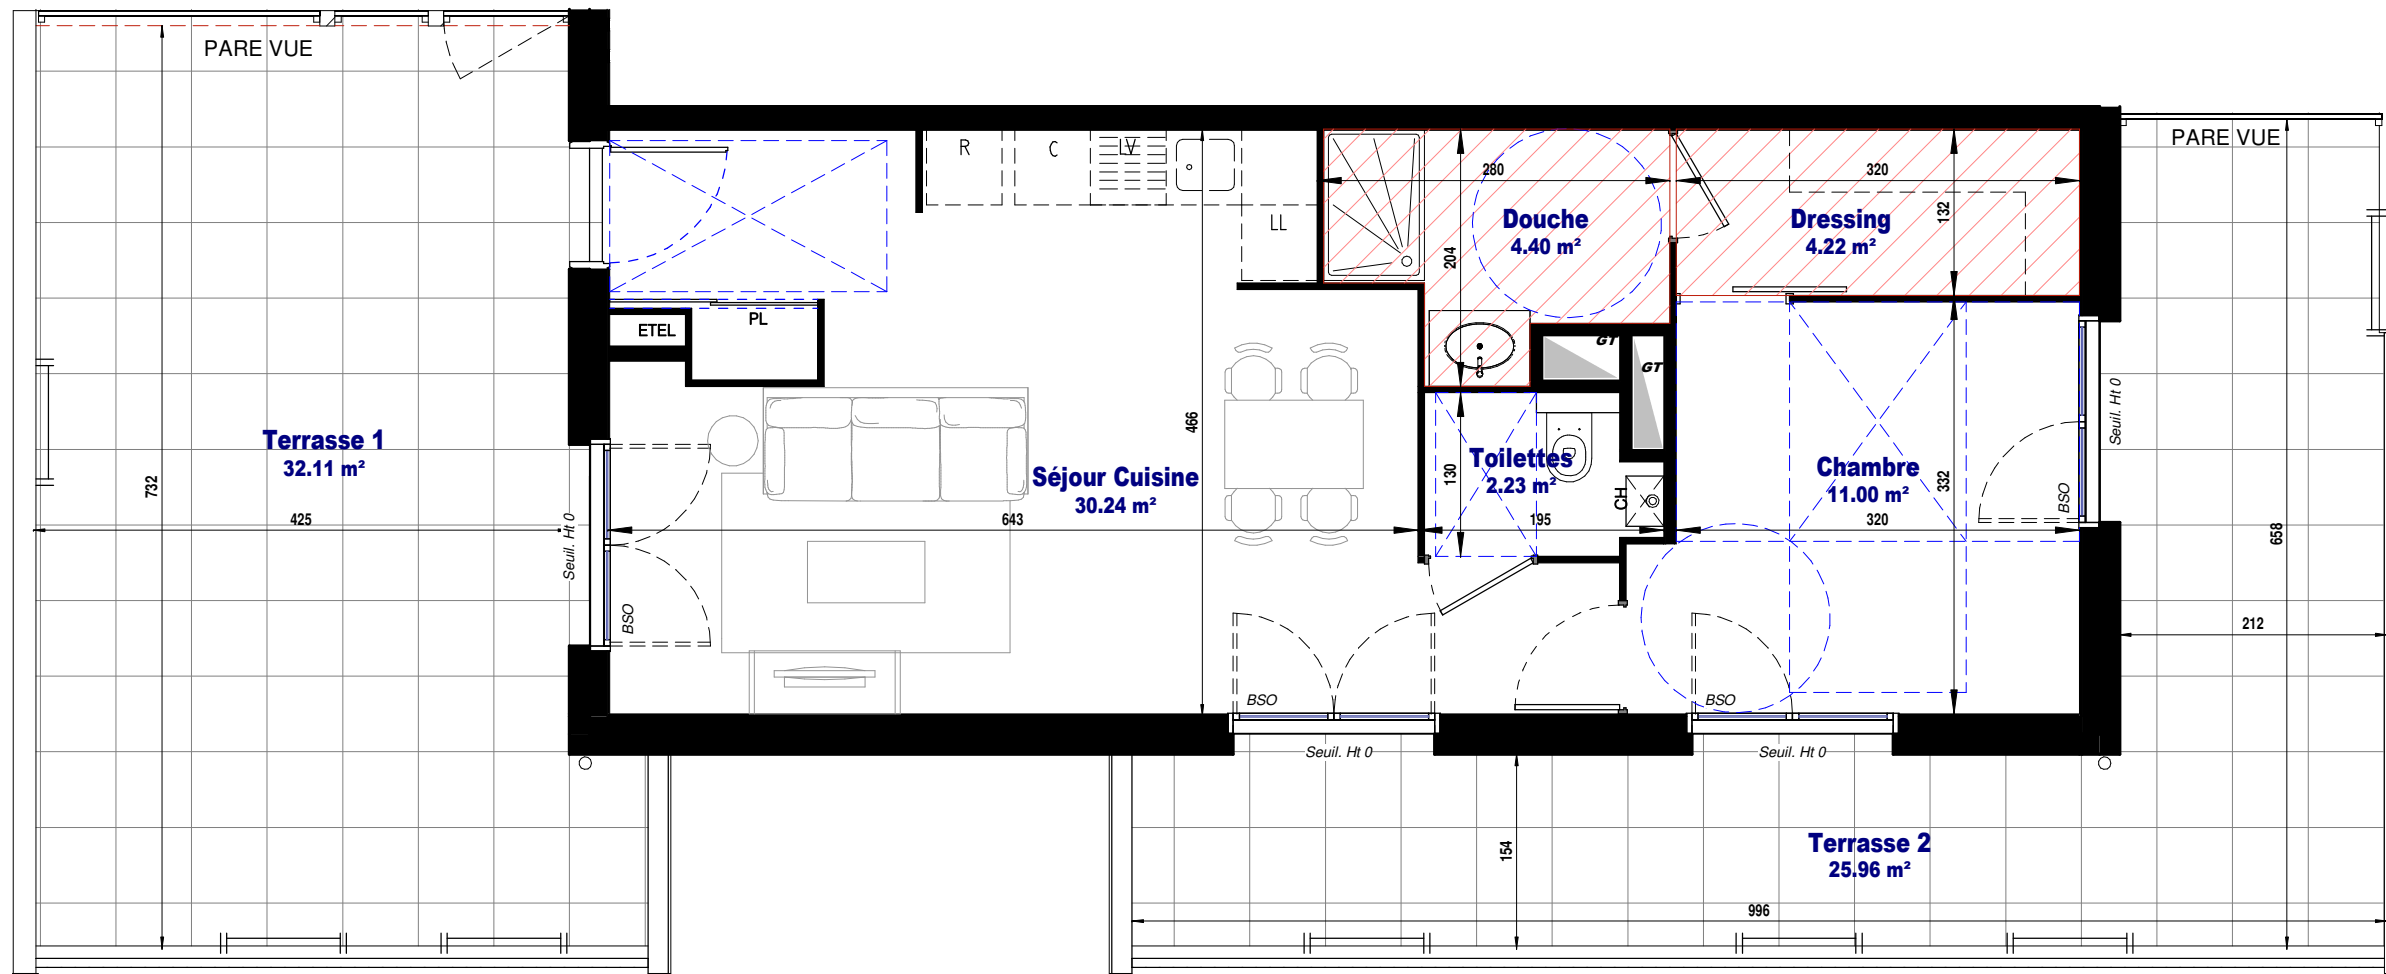 PARE VUE
PARE VUE
R
C
LV
LL
280
320
132
Douche
4.40 m²
Dressing
4.22 m²
204
PL
ETEL
GT
GT
Seuil. Ht 0
466
Terrasse 1
32.11 m²
Séjour Cuisine
30.24 m²
Toilettes
2.23 m²
130
CH
Chambre
11.00 m²
332
BSO
732
425
Seuil. Ht 0
643
195
320
658
BSO
212
BSO
BSO
Seuil. Ht 0
Seuil. Ht 0
154
Terrasse 2
25.96 m²
996